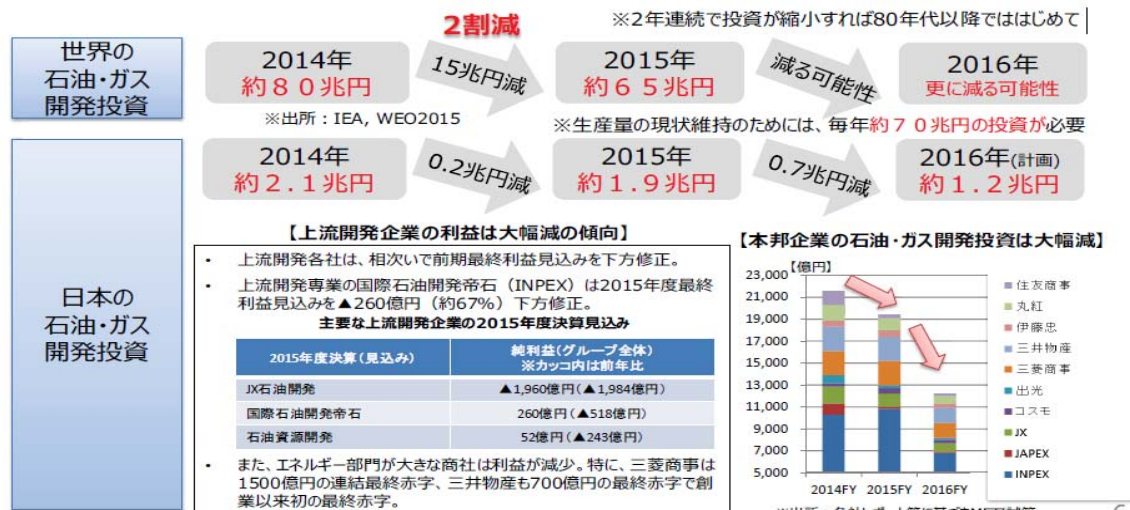 2割減
※2年連続で投資が縮小すれば80年代以降でははじめて
世界の
石油・ガス
開発投資
2014年
約80兆円
15兆円減
2015年
約65兆円
減る可能性
2016年
更に減る可能性
※出所：IEA, WEO2015
※生産量の現状維持のためには、毎年約70兆円の投資が必要
日本の
石油・ガス
開発投資
2014年
約2.1兆円
0.2兆円減
2015年
約1.9兆円
0.7兆円減
2016年(計画)
約1.2兆円
【上流開発企業の利益は大幅減の傾向】
・ 上流開発各社は、相次いで前期最終利益見込みを下方修正。
・ 上流開発専業の国際石油開発帝石（INPEX）は2015年度最終
利益見込みを▲260億円（約67%）下方修正。
主要な上流開発企業の2015年度決算見込み
2015年度決算（見込み） 純利益（グループ全体）
※カッコ内は前年比
JX石油開発 ▲1,960億円（▲1,984億円）
国際石油開発帝石 260億円（▲518億円）
石油資源開発 52億円（▲243億円）
・ また、エネルギー部門が大きな商社は利益が減少。特に、三菱商事は
1500億円の連結最終赤字、三井物産も700億円の最終赤字で創
業以来初の最終赤字。
【本邦企業の石油・ガス開発投資は大幅減】
【億円】
23,000
21,000
19,000
17,000
15,000
13,000
11,000
9,000
7,000
5,000
2014FY 2015FY 2016FY
住友商事
丸紅
伊藤忠
三井物産
三菱商事
出光
コスモ
JX
JAPEX
INPEX